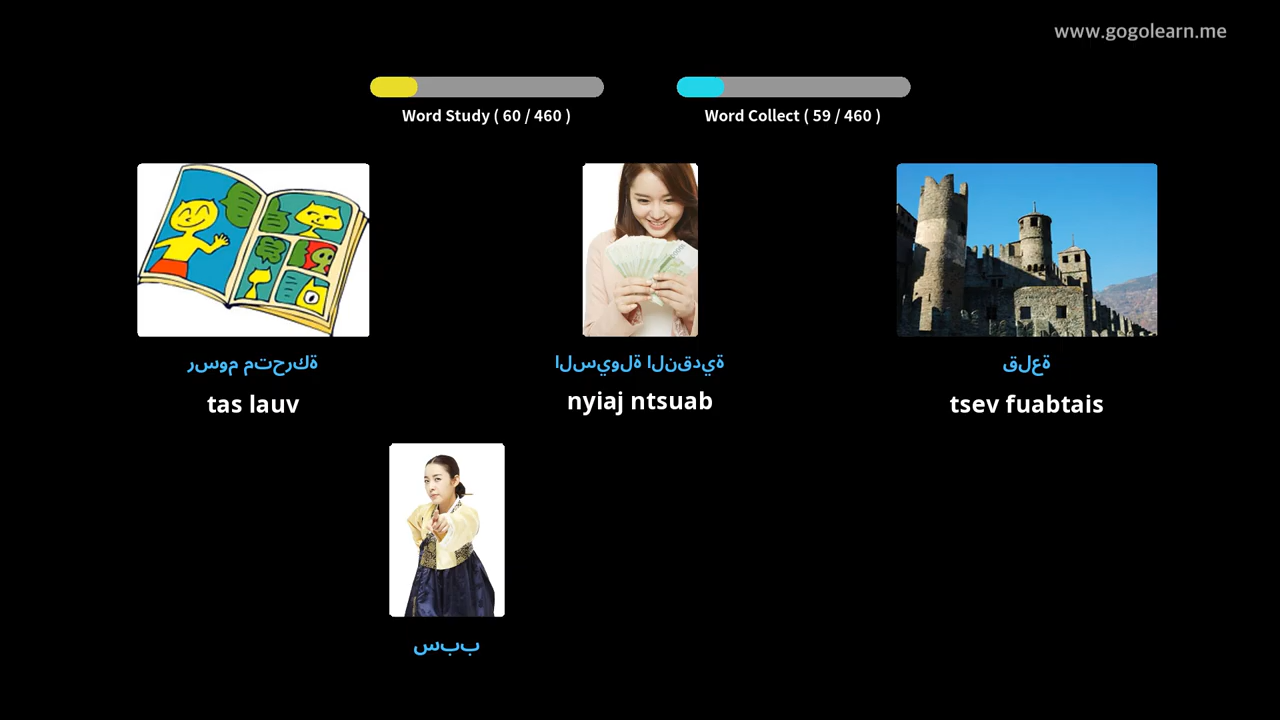 www.gogolearn.me
Word Study ( 60 / 460 )
Word Collect ( 59 / 460 )
رسوم متحركة
السيولة النقدية
قلعة
tas lauv
nyiaj ntsuab
tsev fuabtais
سبب